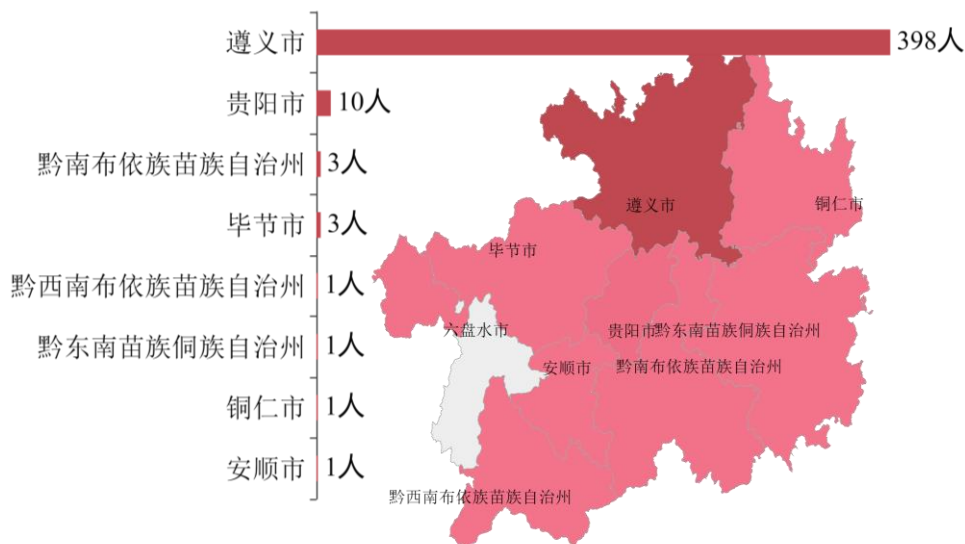 遵义市 398人
贵阳市 10人
黔南布依族苗族自治州 3人
毕节市 3人
黔西南布依族苗族自治州 1人
黔东南苗族侗族自治州 1人
铜仁市 1人
安顺市 1人
遵义市
铜仁市
毕节市
六盘水市
贵阳市
黔东南苗族侗族自治州
安顺市
黔南布依族苗族自治州
黔西南布依族苗族自治州